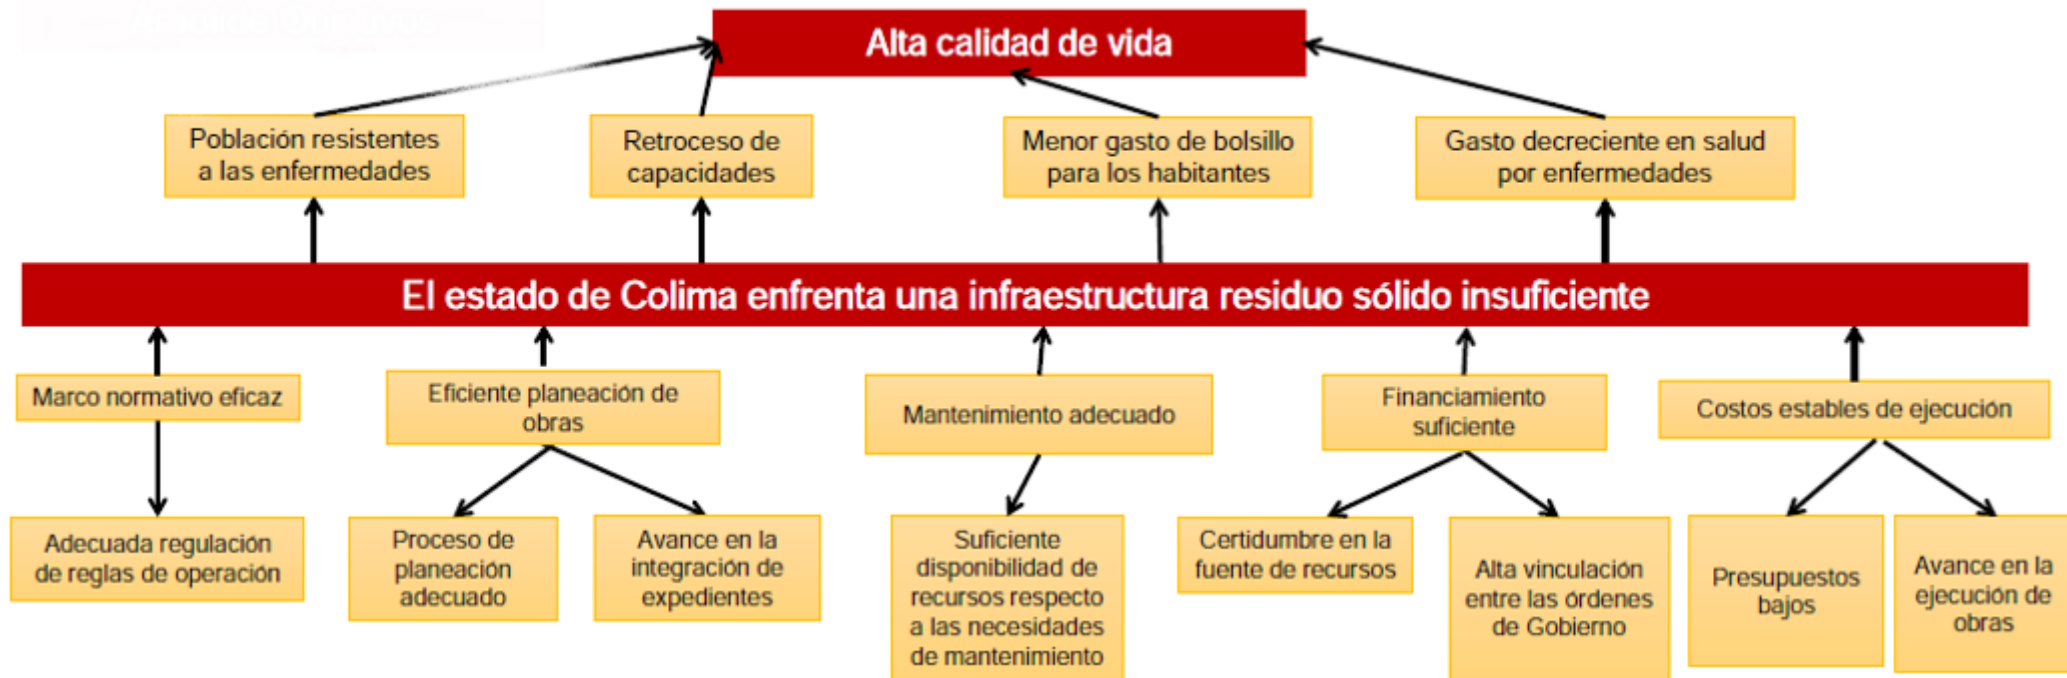 Alta calidad de vida
Población resistentes
a las enfermedades
Retroceso de
capacidades
Menor gasto de bolsillo
para los habitantes
Gasto decreciente en salud
por enfermedades
El estado de Colima enfrenta una infraestructura residuo sólido insuficiente
Marco normativo eficaz
Eficiente planeación de
obras
Mantenimiento adecuado
Financiamiento
suficiente
Costos estables de ejecución
Adecuada regulación
de reglas de operación
Proceso de
planeación
adecuado
Avance en la
integración de
expedientes
Suficiente
disponibilidad de
recursos respecto
a las necesidades
de mantenimiento
Certidumbre en la
fuente de recursos
Alta vinculación
entre las órdenes
de Gobierno
Presupuestos
bajos
Avance en la
ejecución de
obras